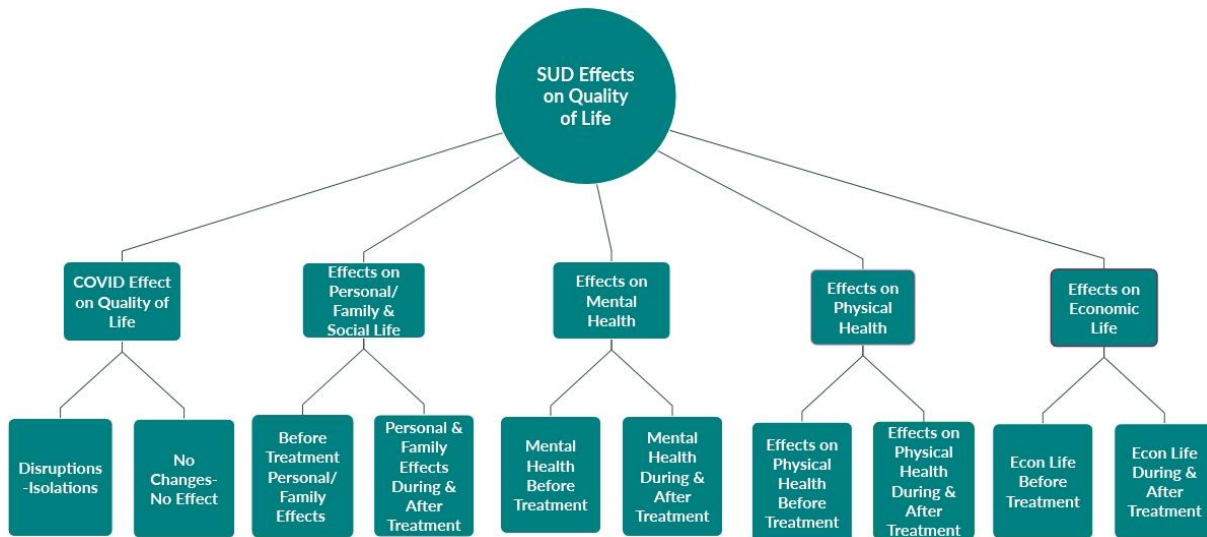 SUD Effects
on Quality
of Life
COVID Effect
on Quality of
Life
Effects on
Personal/
Family &
Social Life
Effects on
Mental
Health
Effects on
Physical
Health
Effects on
Economic
Life
Disruptions
-Isolations
No
Changes-
No Effect
Before
Treatment
Personal/
Family
Effects
Personal &
Family
Effects
During &
After
Treatment
Mental
Health
Before
Treatment
Mental
Health
During &
After
Treatment
Effects on
Physical
Health
Before
Treatment
Effects on
Physical
Health
During &
After
Treatment
Econ Life
Before
Treatment
Econ Life
During &
After
Treatment